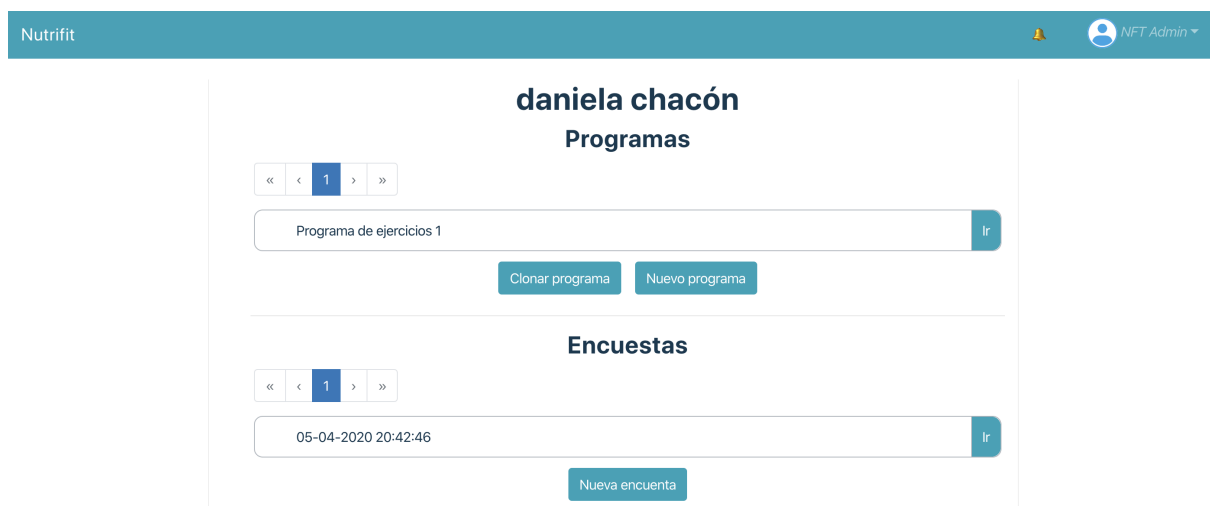 Nutrifit
NFT Admin
daniela chacón
Programas
« ‹ 1 › »
Programa de ejercicios 1 Ir
Clonar programa Nuevo programa
Encuestas
« ‹ 1 › »
05-04-2020 20:42:46 Ir
Nueva encuenta